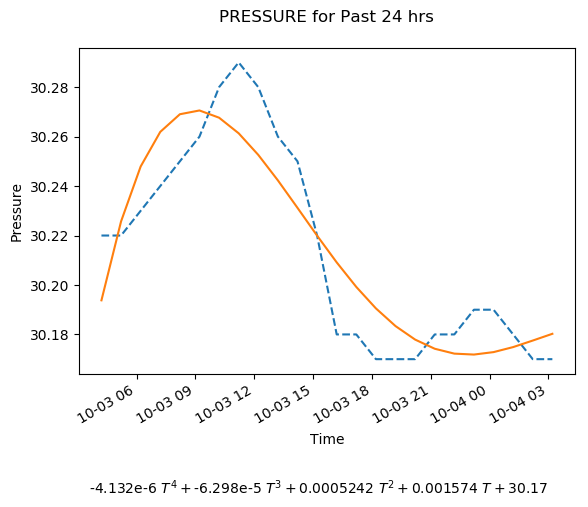 PRESSURE for Past 24 hrs
30.28
30.26
30.24
30.22
30.20
30.18
Pressure
10-03 06 10-03 09 10-03 12 10-03 15 10-03 18 10-03 21 10-04 00 10-04 03
Time
-4.132e-6 T⁴ + -6.298e-5 T³ + 0.0005242 T² + 0.001574 T + 30.17